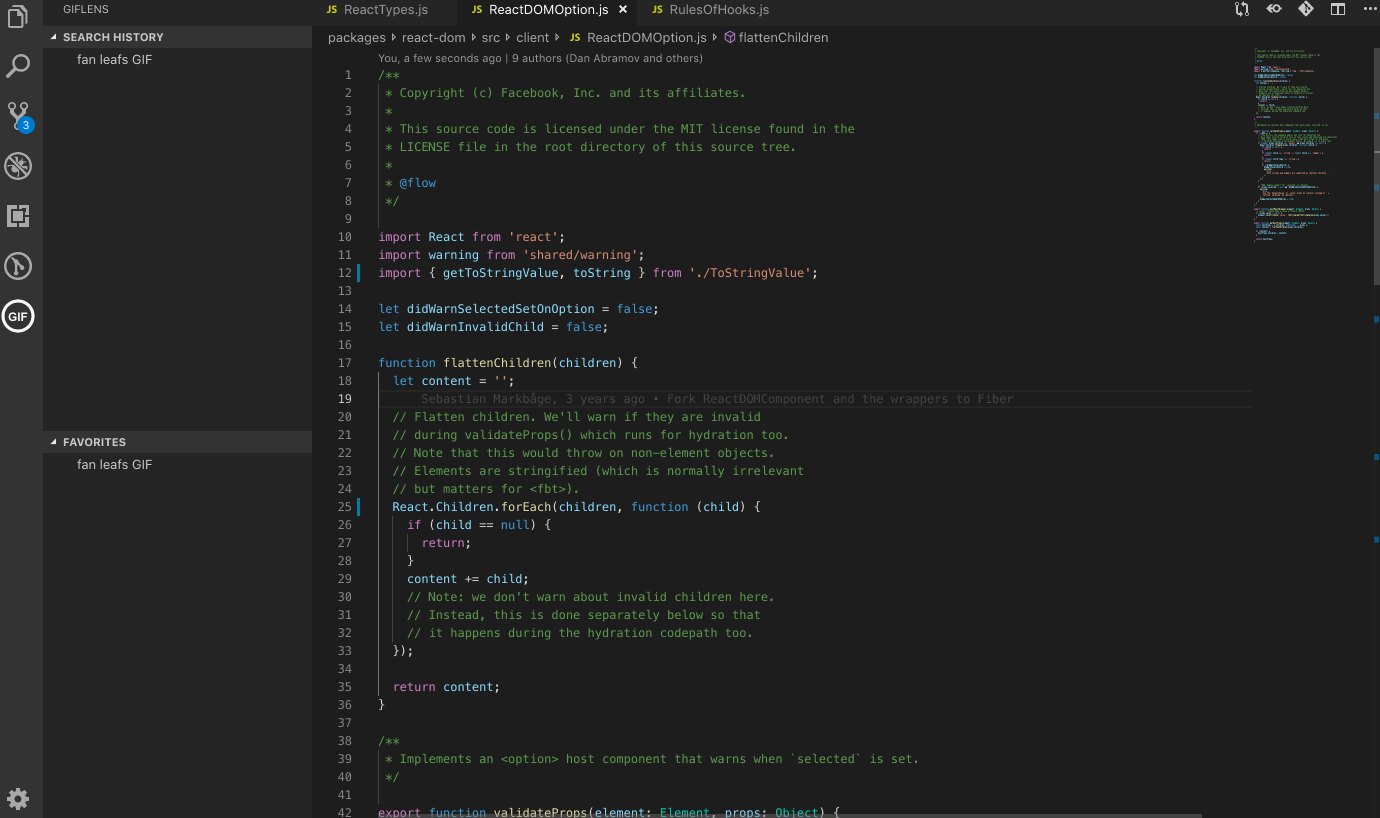 GIFLENS
SEARCH HISTORY
fan leafs GIF
FAVORITES
fan leafs GIF
3
GIF
JS ReactTypes.js
JS ReactDOMOption.js ×
JS RulesOfHooks.js
packages › react-dom › src › client › JS ReactDOMOption.js › flattenChildren
You, a few seconds ago | 9 authors (Dan Abramov and others)
1 /**
2 * Copyright (c) Facebook, Inc. and its affiliates.
3 *
4 * This source code is licensed under the MIT license found in the
5 * LICENSE file in the root directory of this source tree.
6 *
7 * @flow
8 */
9
10 import React from 'react';
11 import warning from 'shared/warning';
12 import { getToStringValue, toString } from './ToStringValue';
13
14 let didWarnSelectedSetOnOption = false;
15 let didWarnInvalidChild = false;
16
17 function flattenChildren(children) {
18 let content = '';
19 Sebastian Markbåge, 3 years ago • Fork ReactDOMComponent and the wrappers to Fiber
20 // Flatten children. We'll warn if they are invalid
21 // during validateProps() which runs for hydration too.
22 // Note that this would throw on non-element objects.
23 // Elements are stringified (which is normally irrelevant
24 // but matters for <fbt>).
25 React.Children.forEach(children, function (child) {
26 if (child == null) {
27 return;
28 }
29 content += child;
30 // Note: we don't warn about invalid children here.
31 // Instead, this is done separately below so that
32 // it happens during the hydration codepath too.
33 });
34
35 return content;
36 }
37
38 /**
39 * Implements an <option> host component that warns when `selected` is set.
40 */
41
42 export function validateProps(element: Element, props: Object) {